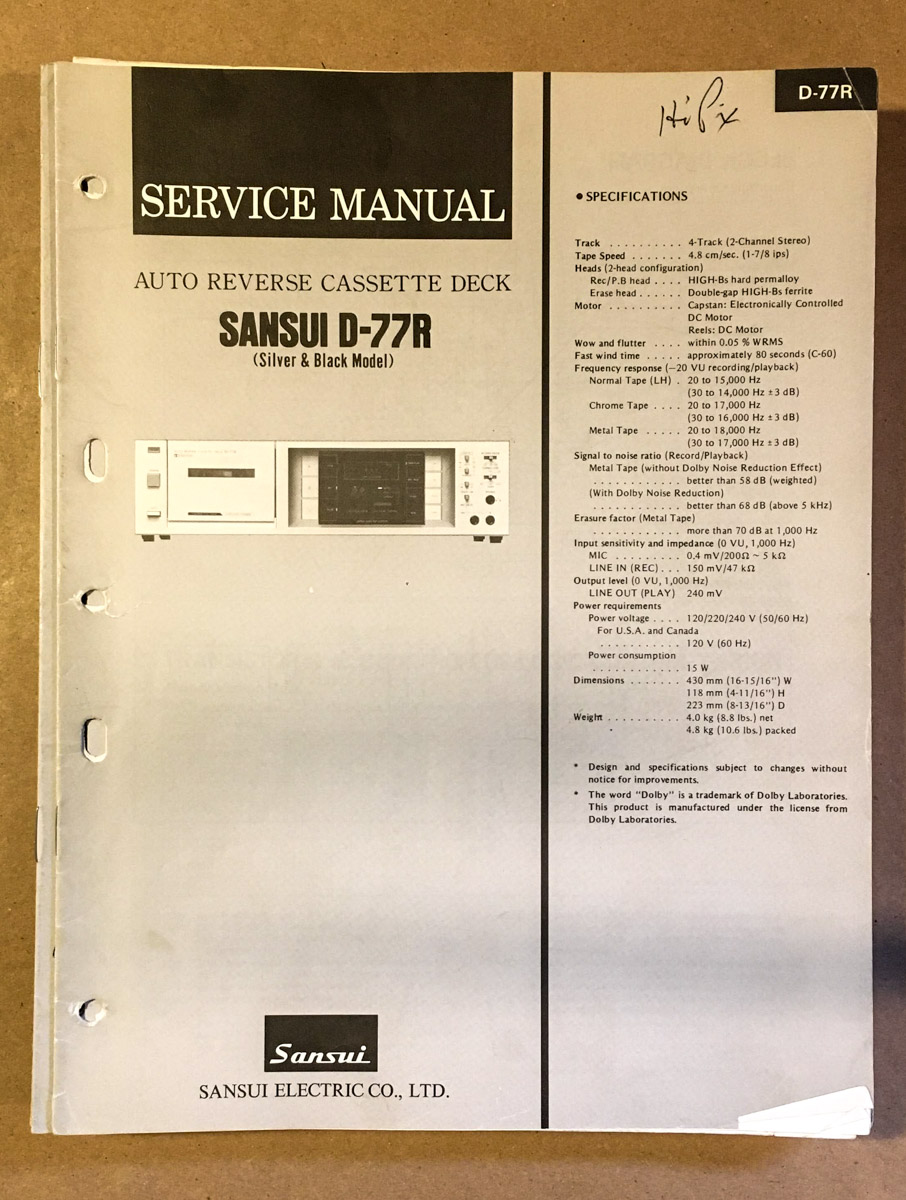 SERVICE MANUAL
AUTO REVERSE CASSETTE DECK
SANSUI D-77R
(Silver & Black Model)
Sansui
SANSUI ELECTRIC CO., LTD.
D-77R
● SPECIFICATIONS
Track . . . . . . . . . . 4-Track (2-Channel Stereo)
Tape Speed . . . . . . . 4.8 cm/sec. (1-7/8 ips)
Heads (2-head configuration)
Rec/P.B head . . . . HIGH-Bs hard permalloy
Erase head . . . . . . Double-gap HIGH-Bs ferrite
Motor . . . . . . . . . . Capstan: Electronically Controlled
DC Motor
Reels: DC Motor
Wow and flutter . . . . within 0.05 % WRMS
Fast wind time . . . . . approximately 80 seconds (C-60)
Frequency response (−20 VU recording/playback)
Normal Tape (LH) . 20 to 15,000 Hz
(30 to 14,000 Hz ±3 dB)
Chrome Tape . . . . 20 to 17,000 Hz
(30 to 16,000 Hz ±3 dB)
Metal Tape . . . . . 20 to 18,000 Hz
(30 to 17,000 Hz ±3 dB)
Signal to noise ratio (Record/Playback)
Metal Tape (without Dolby Noise Reduction Effect)
. . . . . . . . . . . . better than 58 dB (weighted)
(With Dolby Noise Reduction)
. . . . . . . . . . . . better than 68 dB (above 5 kHz)
Erasure factor (Metal Tape)
. . . . . . . . . . . . more than 70 dB at 1,000 Hz
Input sensitivity and impedance (0 VU, 1,000 Hz)
MIC . . . . . . . . . 0.4 mV/200Ω ~ 5 kΩ
LINE IN (REC) . . . 150 mV/47 kΩ
Output level (0 VU, 1,000 Hz)
LINE OUT (PLAY) 240 mV
Power requirements
Power voltage . . . . 120/220/240 V (50/60 Hz)
For U.S.A. and Canada
. . . . . . . . . . . 120 V (60 Hz)
Power consumption
. . . . . . . . . . . . 15 W
Dimensions . . . . . . . 430 mm (16-15/16") W
118 mm (4-11/16") H
223 mm (8-13/16") D
Weight . . . . . . . . . . 4.0 kg (8.8 lbs.) net
4.8 kg (10.6 lbs.) packed
* Design and specifications subject to changes without
notice for improvements.
* The word "Dolby" is a trademark of Dolby Laboratories.
This product is manufactured under the license from
Dolby Laboratories.